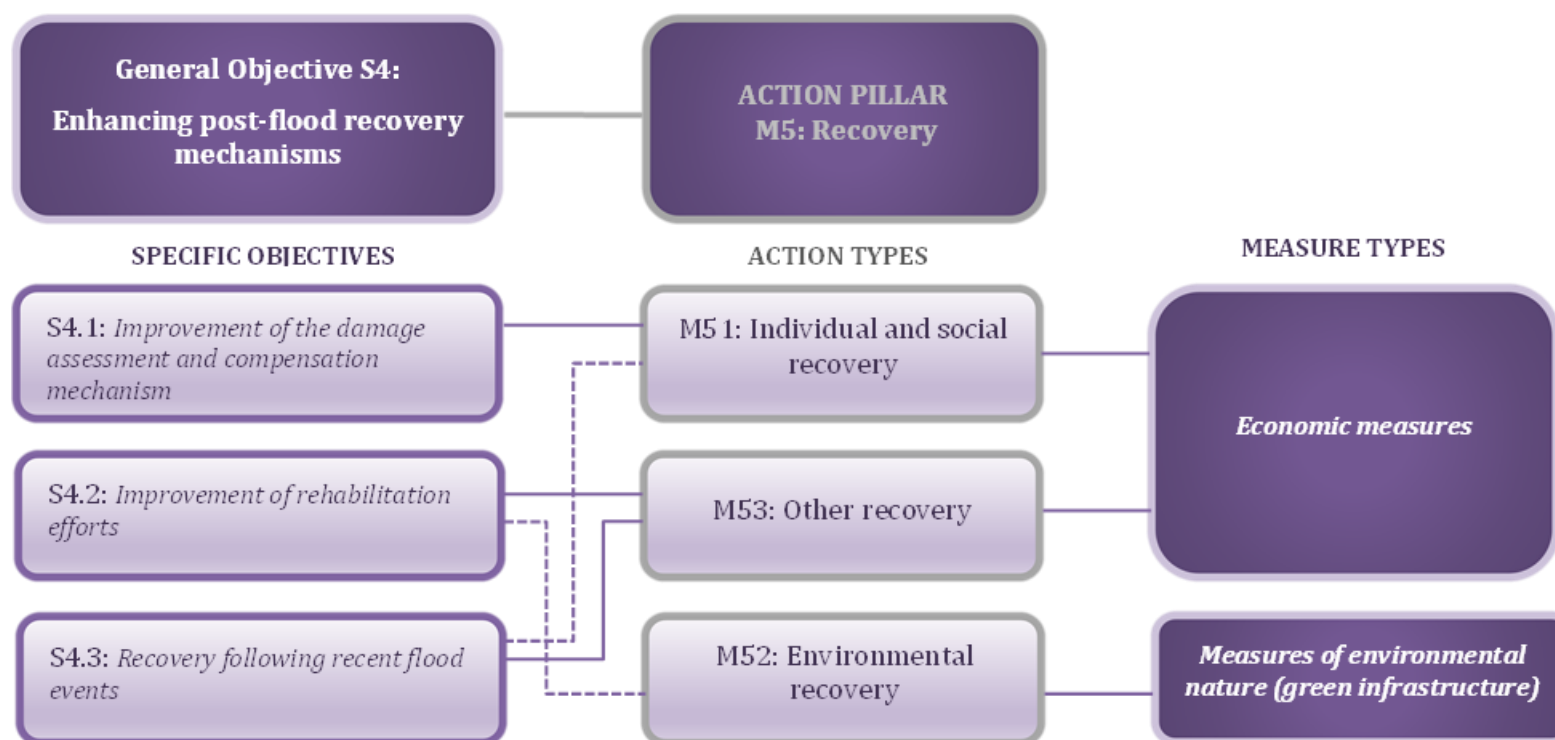 General Objective S4:
Enhancing post-flood recovery
mechanisms
ACTION PILLAR
M5: Recovery
SPECIFIC OBJECTIVES
ACTION TYPES
MEASURE TYPES
S4.1: Improvement of the damage
assessment and compensation
mechanism
M51: Individual and social
recovery
Economic measures
S4.2: Improvement of rehabilitation
efforts
M53: Other recovery
S4.3: Recovery following recent flood
events
M52: Environmental
recovery
Measures of environmental
nature (green infrastructure)